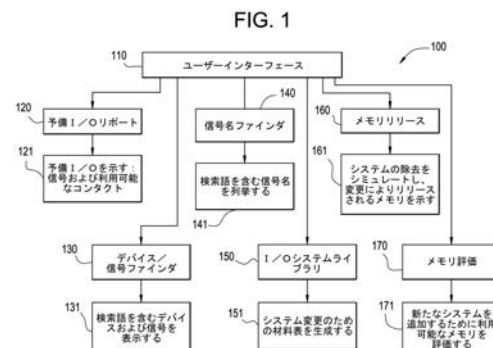 FIG. 1
100
110
ユーザーインターフェース
120
予備I/Oリポート
121
予備I/Oを示す:
信号および利用可能
なコンタクト
140
信号名ファインダ
検索語を含む信号名
を列挙する
141
160
メモリリリース
161
システムの除去を
シミュレートし、
変更によりリリース
されるメモリを示す
130
デバイス/
信号ファインダ
131
検索語を含むデバイス
および信号を
表示する
150
I/Oシステムライ
ブラリ
151
システム変更のため
の材料表を生成する
170
メモリ評価
171
新たなシステムを
追加するために利用
可能なメモリを
評価する